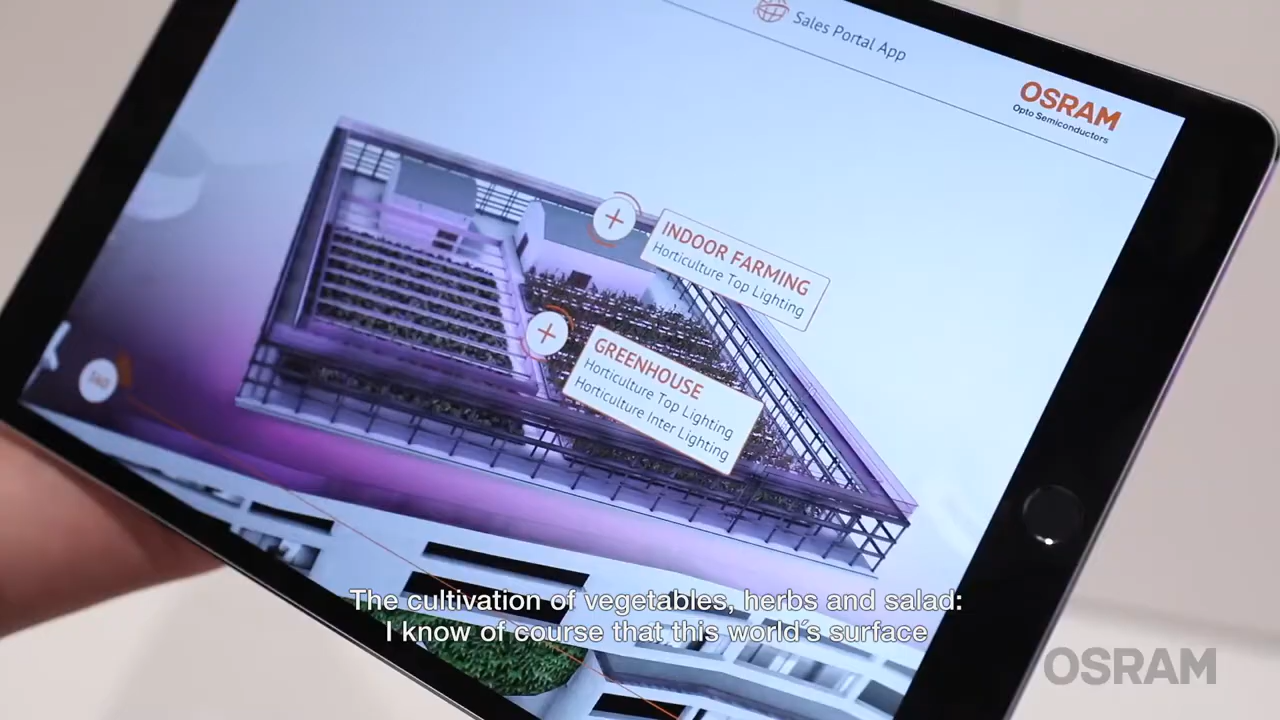 Sales Portal App
OSRAM
Opto Semiconductors
INDOOR FARMING
Horticulture Top Lighting
GREENHOUSE
Horticulture Top Lighting
Horticulture Inter Lighting
The cultivation of vegetables, herbs and salad:
I know of course that this world´s surface
OSRAM